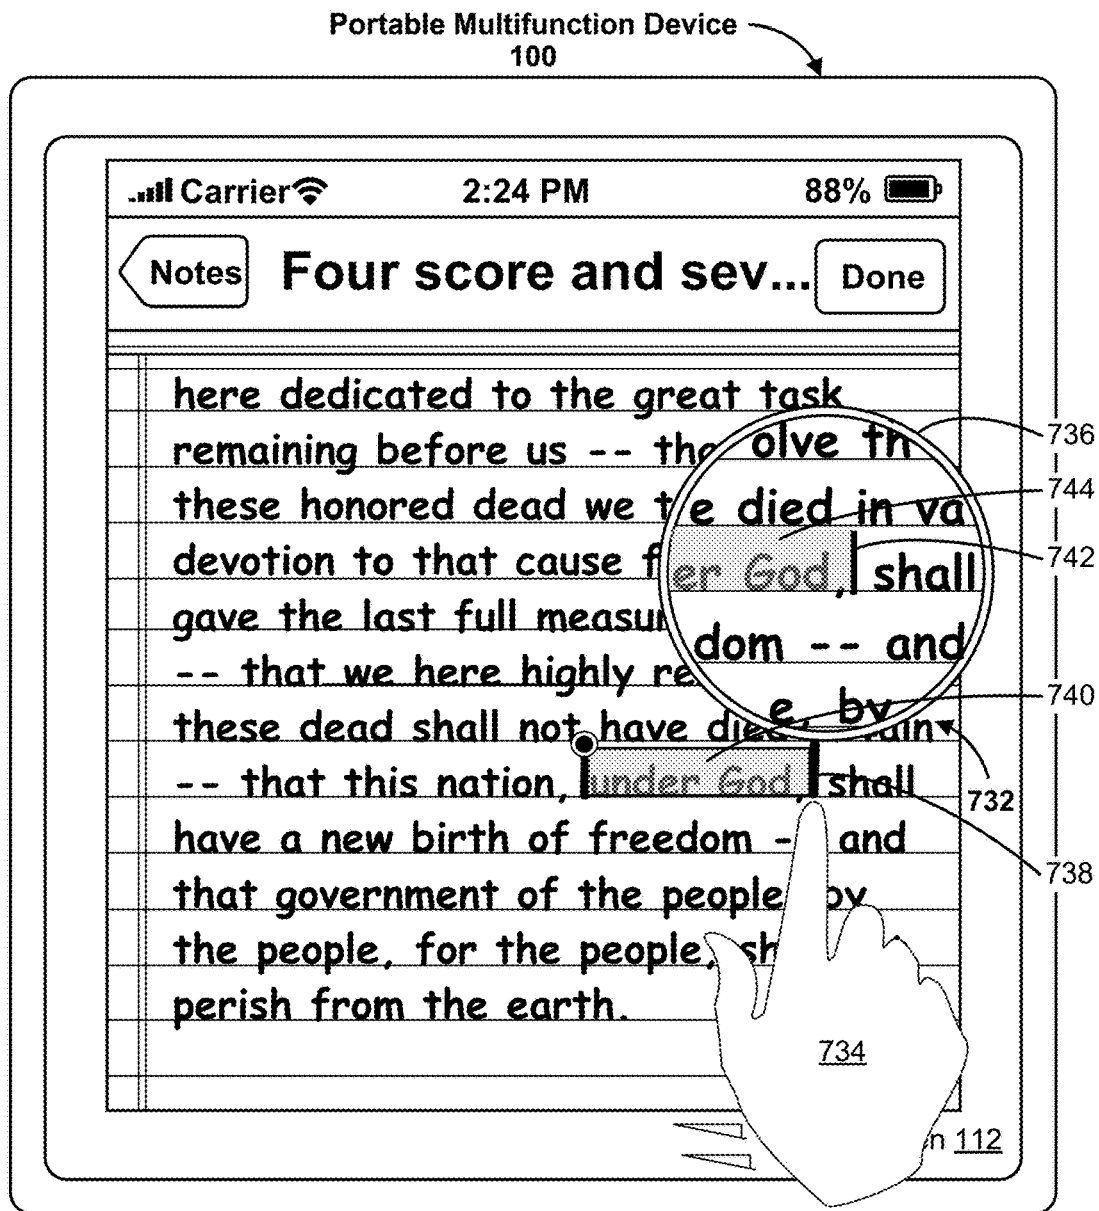 Portable Multifunction Device
100
Carrier 2:24 PM 88%
Notes Four score and sev... Done
here dedicated to the great task
remaining before us -- tha
these honored dead we t
devotion to that cause f
gave the last full measur
-- that we here highly re
these dead shall not have died ain
-- that this nation, under God, shall
have a new birth of freedom -- and
that government of the people by
the people, for the people, sh
perish from the earth.
olve th
e died in va
er God, shall
dom -- and
e, by
736
744
742
740
732
738
734
n 112